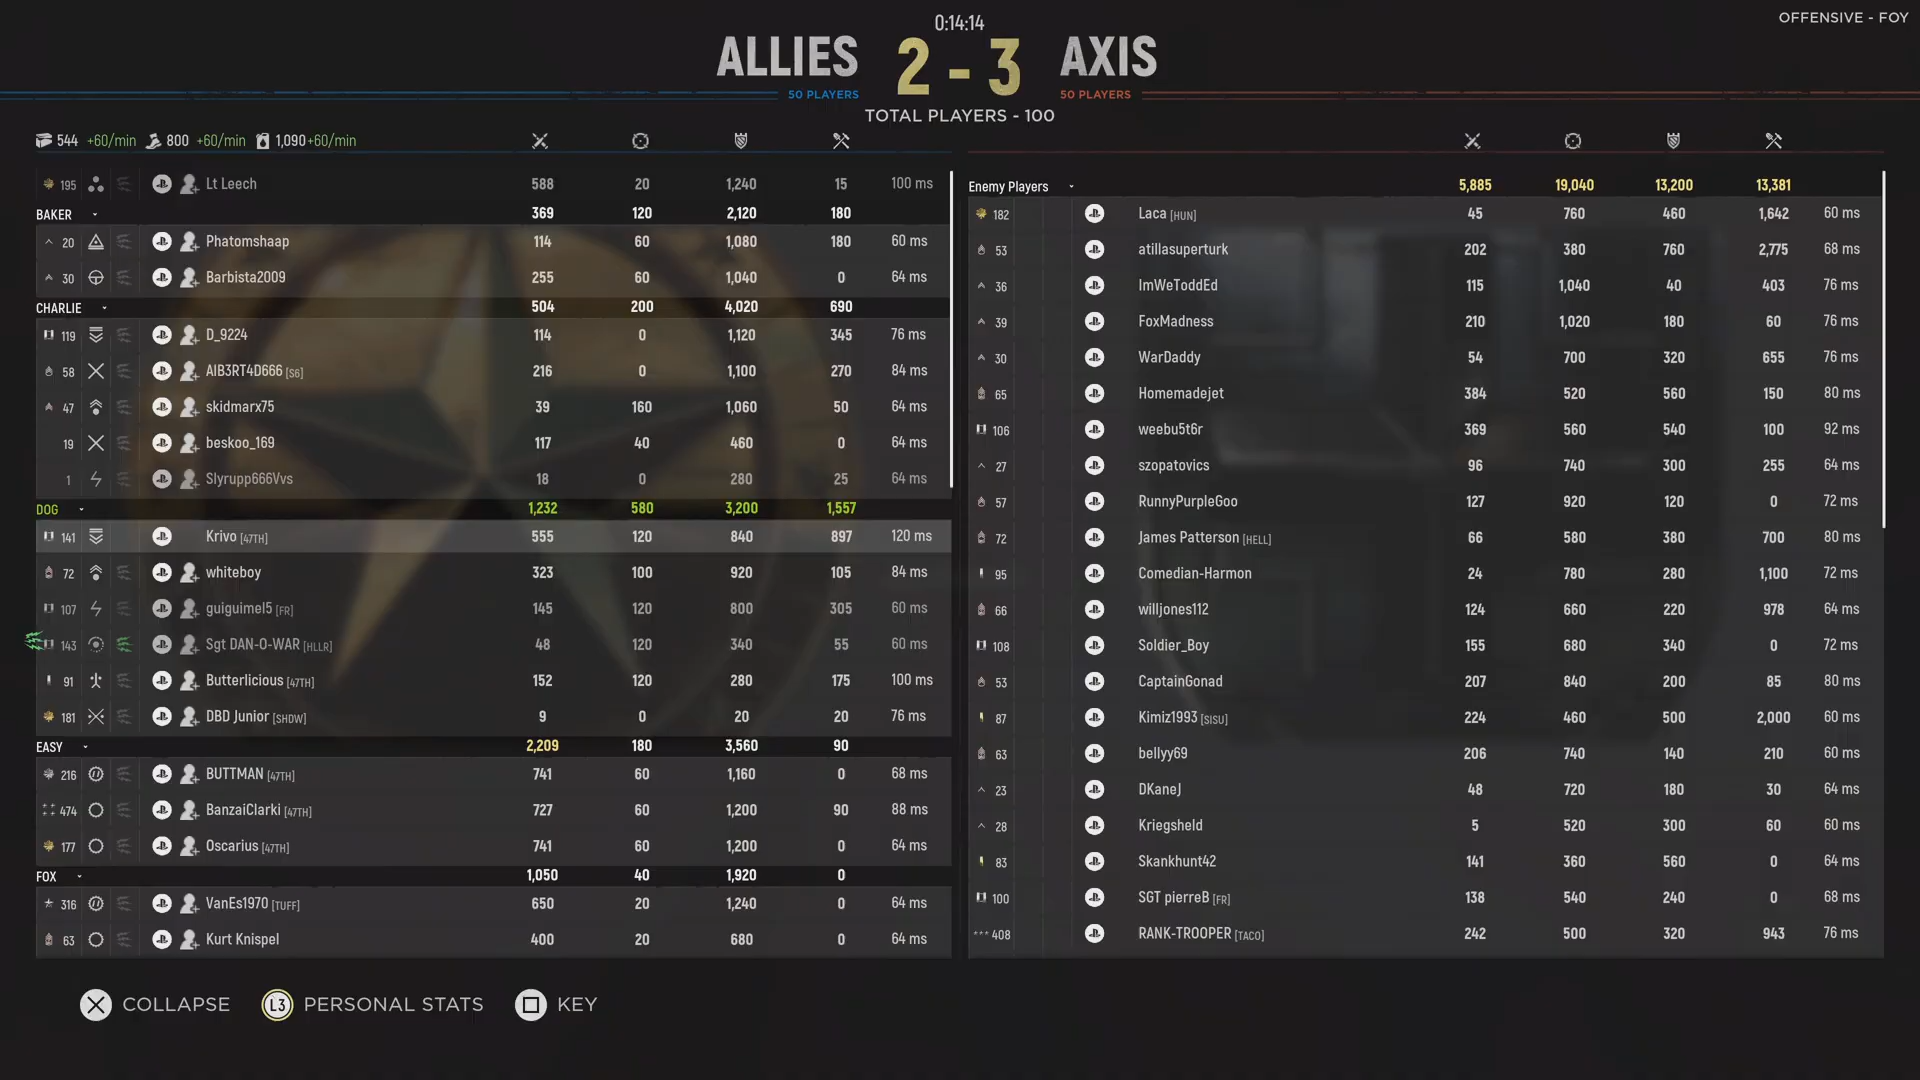 0:14:14
OFFENSIVE - FOY
ALLIES 2 - 3 AXIS
50 PLAYERS 50 PLAYERS
TOTAL PLAYERS - 100
544 +60/min 800 +60/min 1,090 +60/min
195 Lt Leech 588 20 1,240 15 100 ms
BAKER 369 120 2,120 180
20 Phatomshaap 114 60 1,080 180 60 ms
30 Barbista2009 255 60 1,040 0 64 ms
CHARLIE 504 200 4,020 690
119 D_9224 114 0 1,120 345 76 ms
58 AIB3RT4D666 [S6] 216 0 1,100 270 84 ms
47 skidmarx75 39 160 1,060 50 64 ms
19 beskoo_169 117 40 460 0 64 ms
1 Slyrupp666Vvs 18 0 280 25 64 ms
DOG 1,232 580 3,200 1,557
141 Krivo [47TH] 555 120 840 897 120 ms
72 whiteboy 323 100 920 105 84 ms
107 guiguimel5 [FR] 145 120 800 305 60 ms
143 Sgt DAN-O-WAR [HLLR] 48 120 340 55 60 ms
91 Butterlicious [47TH] 152 120 280 175 100 ms
181 DBD Junior [SHDW] 9 0 20 20 76 ms
EASY 2,209 180 3,560 90
216 BUTTMAN [47TH] 741 60 1,160 0 68 ms
474 BanzaiClarki [47TH] 727 60 1,200 90 88 ms
177 Oscarius [47TH] 741 60 1,200 0 64 ms
FOX 1,050 40 1,920 0
316 VanEs1970 [TUFF] 650 20 1,240 0 64 ms
63 Kurt Knispel 400 20 680 0 64 ms
Enemy Players 5,885 19,040 13,200 13,381
182 Laca [HUN] 45 760 460 1,642 60 ms
53 atillasuperturk 202 380 760 2,775 68 ms
36 ImWeToddEd 115 1,040 40 403 76 ms
39 FoxMadness 210 1,020 180 60 76 ms
30 WarDaddy 54 700 320 655 76 ms
65 Homemadejet 384 520 560 150 80 ms
106 weebu5t6r 369 560 540 100 92 ms
27 szopatovics 96 740 300 255 64 ms
57 RunnyPurpleGoo 127 920 120 0 72 ms
72 James Patterson [HELL] 66 580 380 700 80 ms
95 Comedian-Harmon 24 780 280 1,100 72 ms
66 willjones112 124 660 220 978 64 ms
108 Soldier_Boy 155 680 340 0 72 ms
53 CaptainGonad 207 840 200 85 80 ms
87 Kimiz1993 [SISU] 224 460 500 2,000 60 ms
63 bellyy69 206 740 140 210 60 ms
23 DKaneJ 48 720 180 30 64 ms
28 Kriegsheld 5 520 300 60 60 ms
83 Skankhunt42 141 360 560 0 64 ms
100 SGT pierreB [FR] 138 540 240 0 68 ms
408 RANK-TROOPER [TACO] 242 500 320 943 76 ms
COLLAPSE L3 PERSONAL STATS KEY